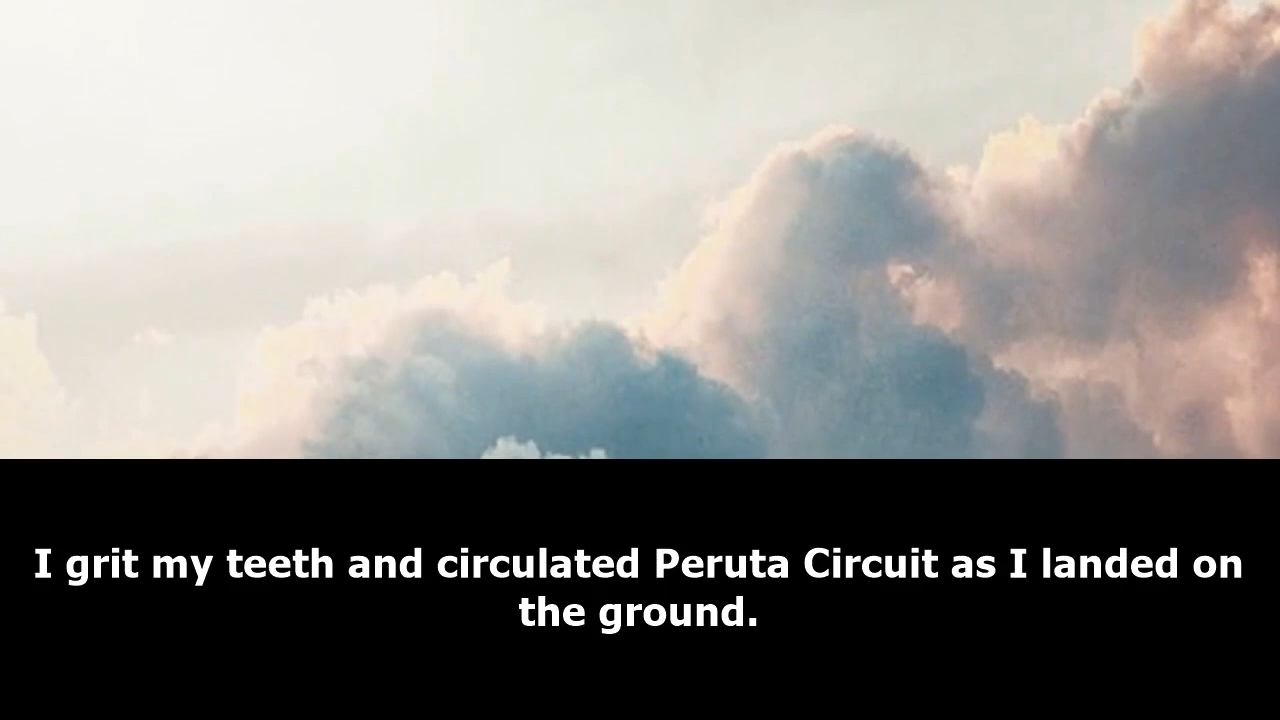 I grit my teeth and circulated Peruta Circuit as I landed on
the ground.